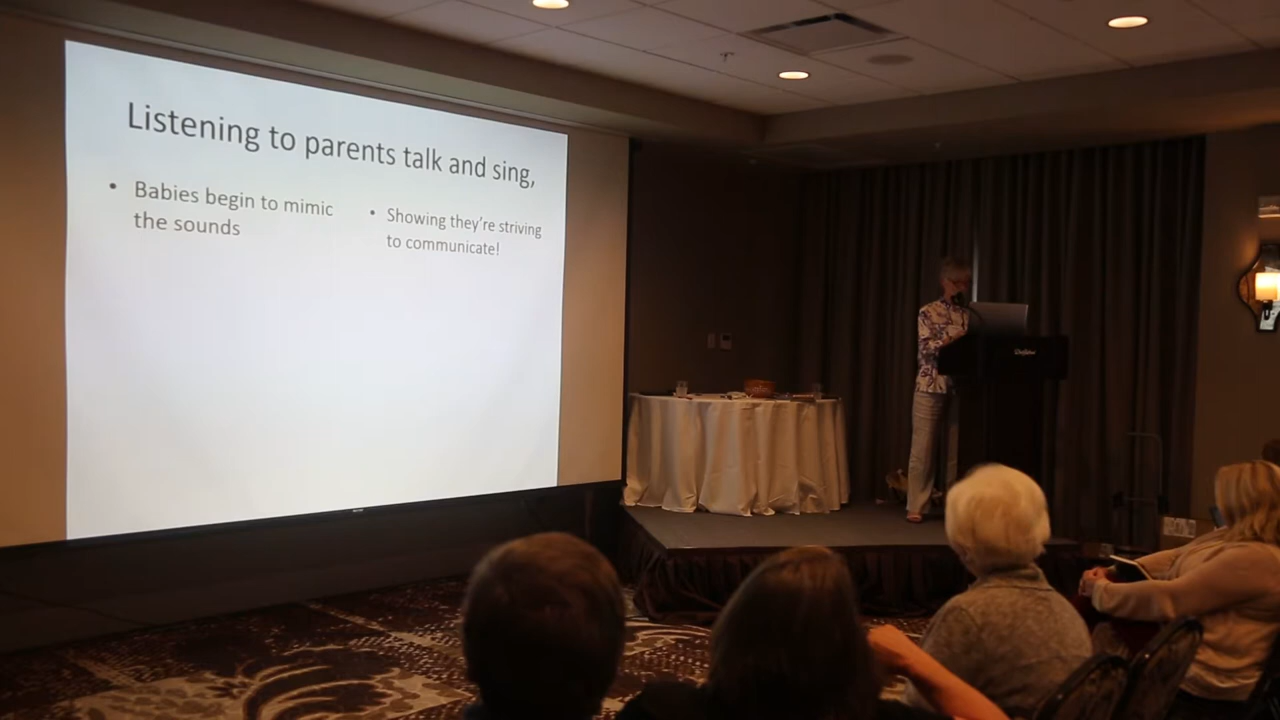 Listening to parents talk and sing,
• Babies begin to mimic
the sounds
• Showing they're striving
to communicate!